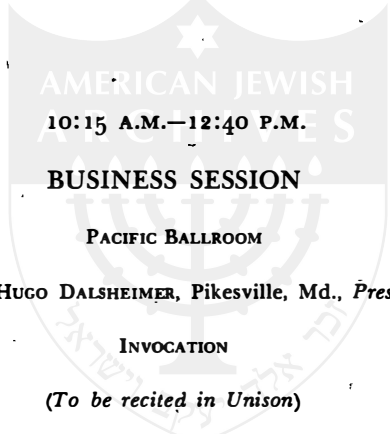 AMERICAN JEWISH
ARCHIVES
10:15 A.M.—12:40 P.M.
BUSINESS SESSION
PACIFIC BALLROOM
HUGO DALSHEIMER, Pikesville, Md., Pres
INVOCATION
(To be recited in Unison)